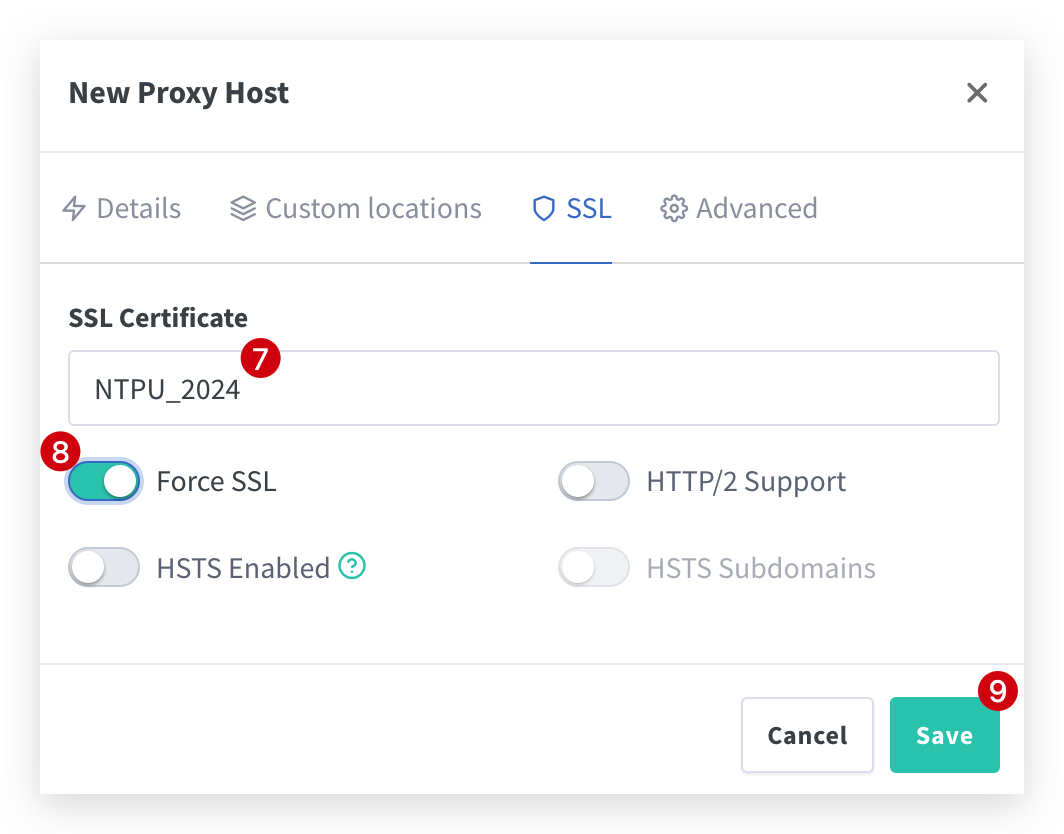 New Proxy Host
Details Custom locations SSL Advanced
SSL Certificate
7
NTPU_2024
8
Force SSL HTTP/2 Support
HSTS Enabled ? HSTS Subdomains
9
Cancel Save